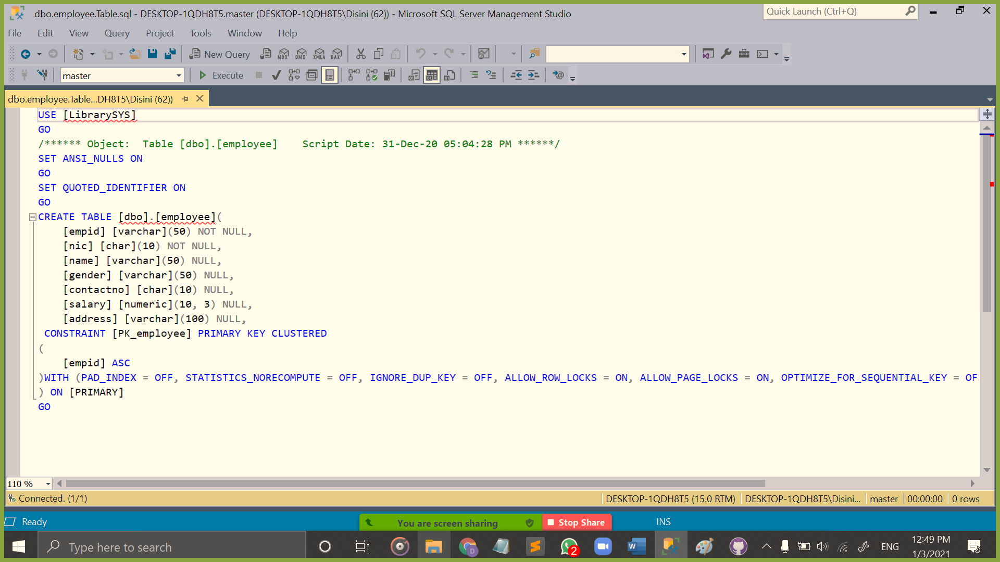 dbo.employee.Table.sql - DESKTOP-1QDH8T5.master (DESKTOP-1QDH8T5\Disini (62)) - Microsoft SQL Server Management Studio
Quick Launch (Ctrl+Q)
File Edit View Query Project Tools Window Help
New Query MDX DMX XMLA DAX
master Execute
dbo.employee.Table...DH8T5\Disini (62))
USE [LibrarySYS]
GO
/****** Object:  Table [dbo].[employee]    Script Date: 31-Dec-20 05:04:28 PM ******/
SET ANSI_NULLS ON
GO
SET QUOTED_IDENTIFIER ON
GO
CREATE TABLE [dbo].[employee](
[empid] [varchar](50) NOT NULL,
[nic] [char](10) NOT NULL,
[name] [varchar](50) NULL,
[gender] [varchar](50) NULL,
[contactno] [char](10) NULL,
[salary] [numeric](10, 3) NULL,
[address] [varchar](100) NULL,
CONSTRAINT [PK_employee] PRIMARY KEY CLUSTERED
(
[empid] ASC
)WITH (PAD_INDEX = OFF, STATISTICS_NORECOMPUTE = OFF, IGNORE_DUP_KEY = OFF, ALLOW_ROW_LOCKS = ON, ALLOW_PAGE_LOCKS = ON, OPTIMIZE_FOR_SEQUENTIAL_KEY = OF
) ON [PRIMARY]
GO
110 %
Connected. (1/1) DESKTOP-1QDH8T5 (15.0 RTM) DESKTOP-1QDH8T5\Disini... master 00:00:00 0 rows
Ready You are screen sharing Stop Share INS
Type here to search D 2 W ENG 12:49 PM
1/3/2021